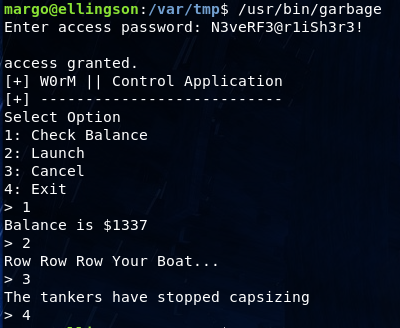 margo@ellingson:/var/tmp$ /usr/bin/garbage
Enter access password: N3veRF3@r1iSh3r3!
access granted.
[+] W0rM || Control Application
[+] ---------------------------
Select Option
1: Check Balance
2: Launch
3: Cancel
4: Exit
> 1
Balance is $1337
> 2
Row Row Row Your Boat...
> 3
The tankers have stopped capsizing
> 4